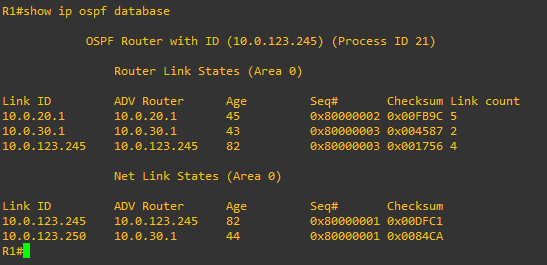 R1#show ip ospf database
OSPF Router with ID (10.0.123.245) (Process ID 21)
Router Link States (Area 0)
Link ID ADV Router Age Seq# Checksum Link count
10.0.20.1 10.0.20.1 45 0x80000002 0x00FB9C 5
10.0.30.1 10.0.30.1 43 0x80000003 0x004587 2
10.0.123.245 10.0.123.245 82 0x80000003 0x001756 4
Net Link States (Area 0)
Link ID ADV Router Age Seq# Checksum
10.0.123.245 10.0.123.245 82 0x80000001 0x00DFC1
10.0.123.250 10.0.30.1 44 0x80000001 0x0084CA
R1#